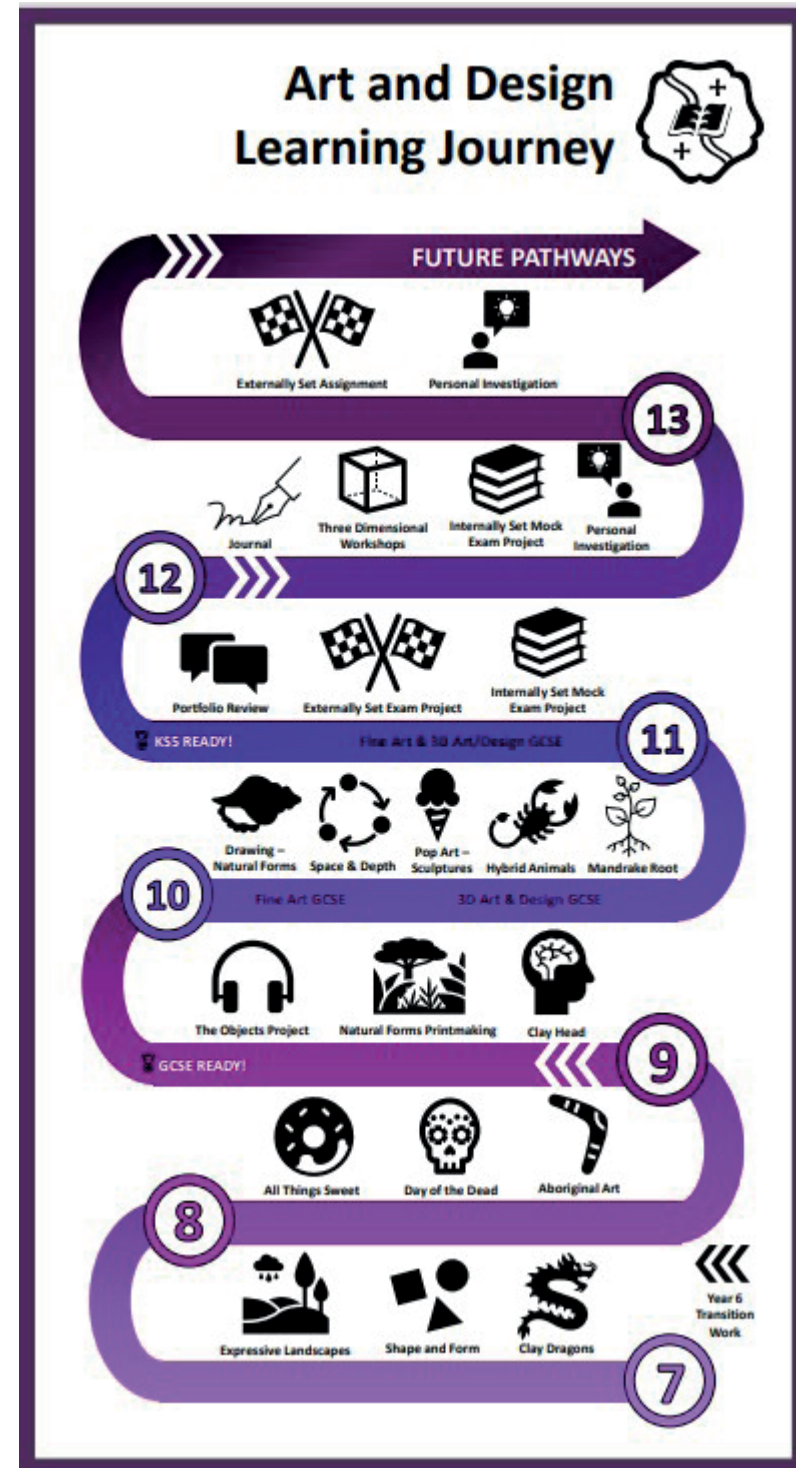 Art and Design
Learning Journey
FUTURE PATHWAYS
Externally Set Assignment
Personal Investigation
13
Journal
Three Dimensional
Workshops
Internally Set Mock
Exam Project
Personal
Investigation
12
Portfolio Review
Externally Set Exam Project
Internally Set Mock
Exam Project
KS5 READY!
Fine Art & 3D Art/Design GCSE
11
Drawing –
Natural Forms
Space & Depth
Pop Art –
Sculptures
Hybrid Animals
Mandrake Root
10
Fine Art GCSE
3D Art & Design GCSE
The Objects Project
Natural Forms Printmaking
Clay Head
GCSE READY!
9
All Things Sweet
Day of the Dead
Aboriginal Art
8
Year 6
Transition
Work
Expressive Landscapes
Shape and Form
Clay Dragons
7